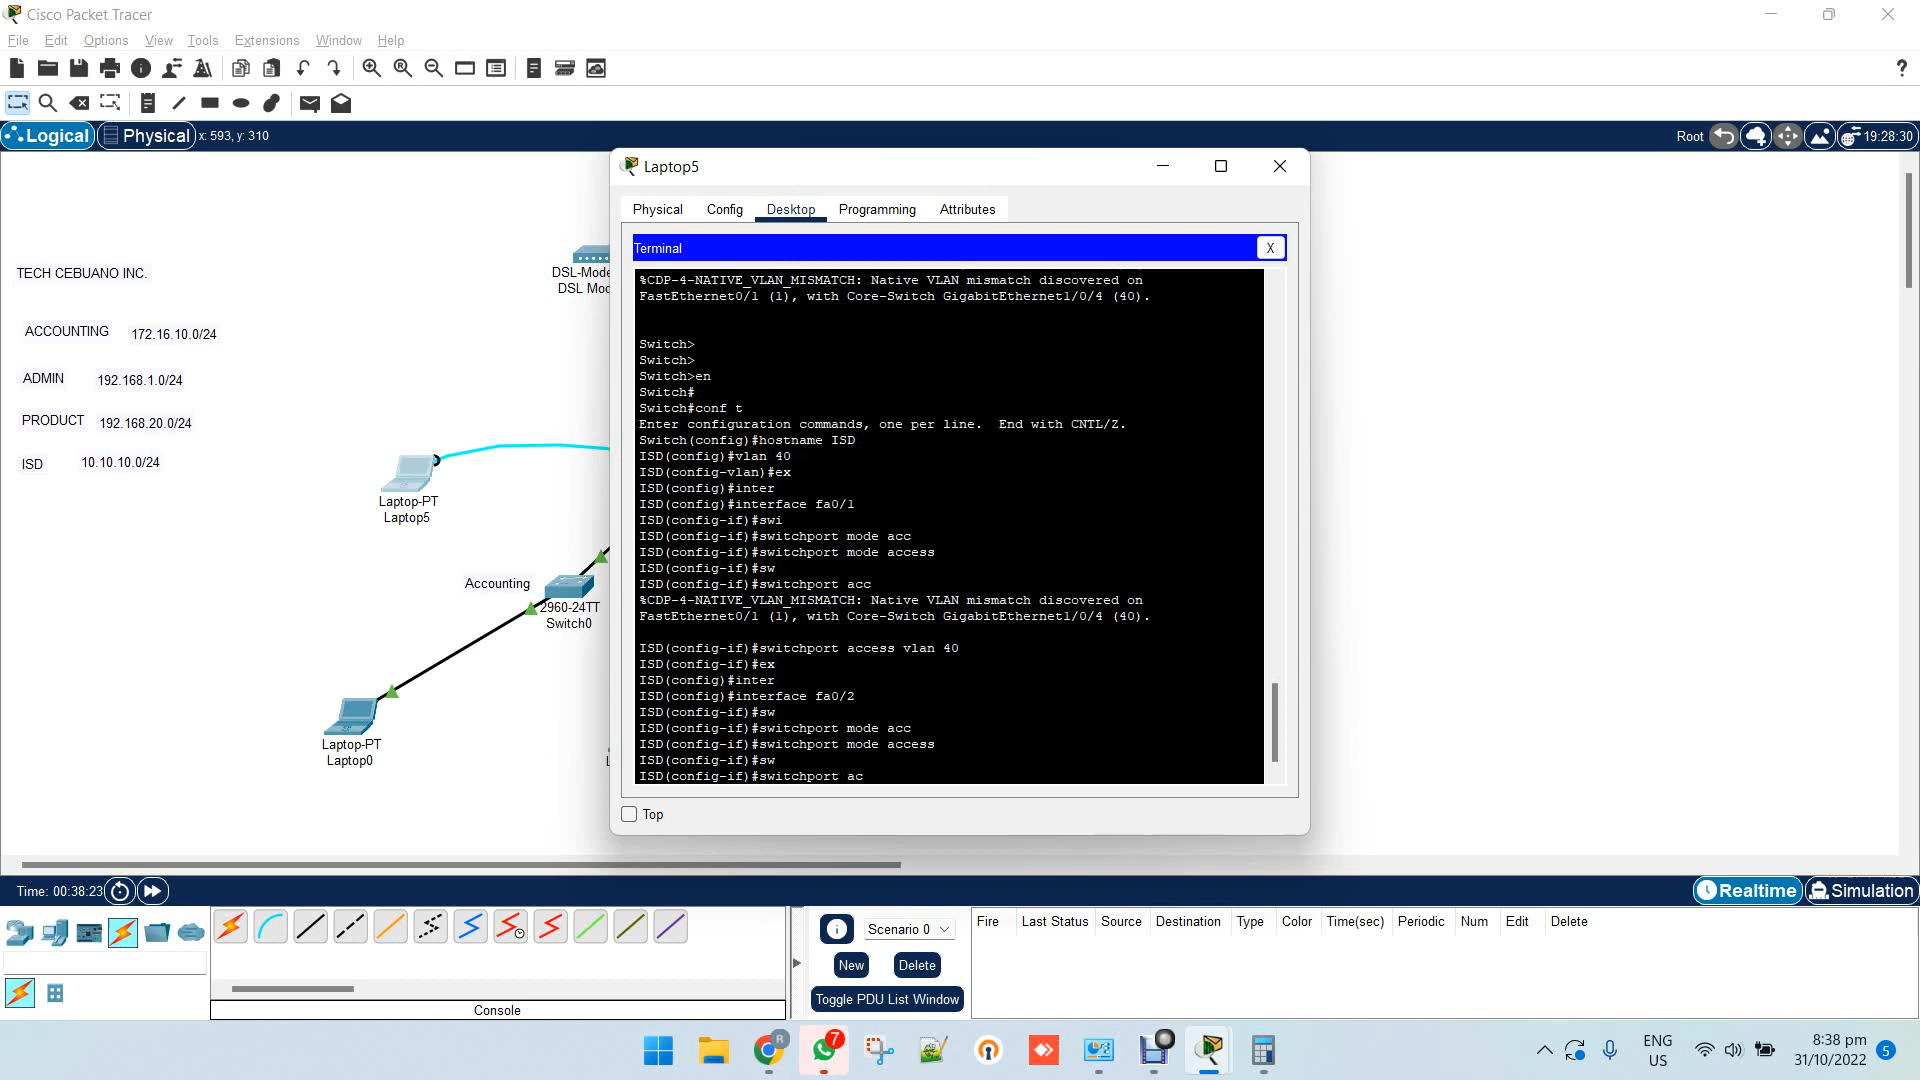 Cisco Packet Tracer
File Edit Options View Tools Extensions Window Help
?
Logical Physical x: 593, y: 310 Root 19:28:30
TECH CEBUANO INC.
ACCOUNTING 172.16.10.0/24
ADMIN 192.168.1.0/24
PRODUCT 192.168.20.0/24
ISD 10.10.10.0/24
DSL-Mode
DSL Moc
Laptop-PT
Laptop5
Accounting
2960-24TT
Switch0
Laptop-PT
Laptop0
Laptop5
Physical Config Desktop Programming Attributes
Terminal X
%CDP-4-NATIVE_VLAN_MISMATCH: Native VLAN mismatch discovered on
FastEthernet0/1 (1), with Core-Switch GigabitEthernet1/0/4 (40).
Switch>
Switch>
Switch>en
Switch#
Switch#conf t
Enter configuration commands, one per line. End with CNTL/Z.
Switch(config)#hostname ISD
ISD(config)#vlan 40
ISD(config-vlan)#ex
ISD(config)#inter
ISD(config)#interface fa0/1
ISD(config-if)#swi
ISD(config-if)#switchport mode acc
ISD(config-if)#switchport mode access
ISD(config-if)#sw
ISD(config-if)#switchport acc
%CDP-4-NATIVE_VLAN_MISMATCH: Native VLAN mismatch discovered on
FastEthernet0/1 (1), with Core-Switch GigabitEthernet1/0/4 (40).
ISD(config-if)#switchport access vlan 40
ISD(config-if)#ex
ISD(config)#inter
ISD(config)#interface fa0/2
ISD(config-if)#sw
ISD(config-if)#switchport mode acc
ISD(config-if)#switchport mode access
ISD(config-if)#sw
ISD(config-if)#switchport ac
Top
Time: 00:38:23 Realtime Simulation
Scenario 0
New Delete
Toggle PDU List Window
Fire Last Status Source Destination Type Color Time(sec) Periodic Num Edit Delete
Console
R
7
ENG
US
8:38 pm
31/10/2022
5